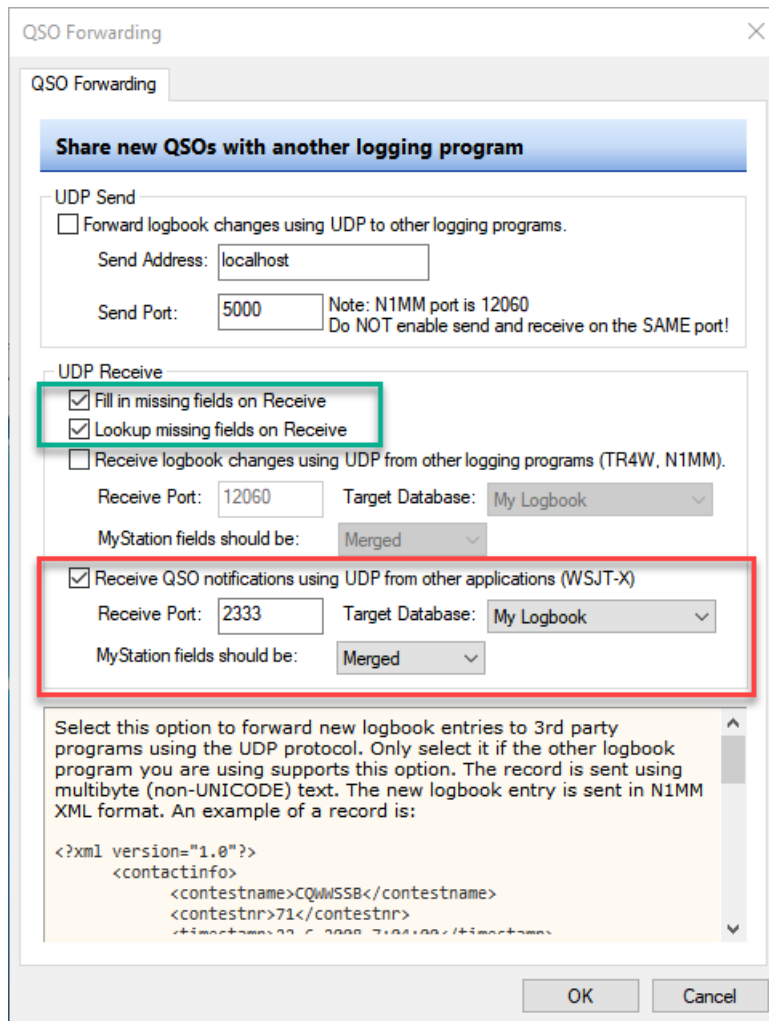 QSO Forwarding
QSO Forwarding
Share new QSOs with another logging program
UDP Send
Forward logbook changes using UDP to other logging programs.
Send Address: localhost
Send Port: 5000 Note: N1MM port is 12060
Do NOT enable send and receive on the SAME port!
UDP Receive
Fill in missing fields on Receive
Lookup missing fields on Receive
Receive logbook changes using UDP from other logging programs (TR4W, N1MM).
Receive Port: 12060 Target Database: My Logbook
MyStation fields should be: Merged
Receive QSO notifications using UDP from other applications (WSJT-X)
Receive Port: 2333 Target Database: My Logbook
MyStation fields should be: Merged
Select this option to forward new logbook entries to 3rd party
programs using the UDP protocol. Only select it if the other logbook
program you are using supports this option. The record is sent using
multibyte (non-UNICODE) text. The new logbook entry is sent in N1MM
XML format. An example of a record is:
<?xml version="1.0"?>
<contactinfo>
<contestname>CQWWSSB</contestname>
<contestnr>71</contestnr>
OK Cancel